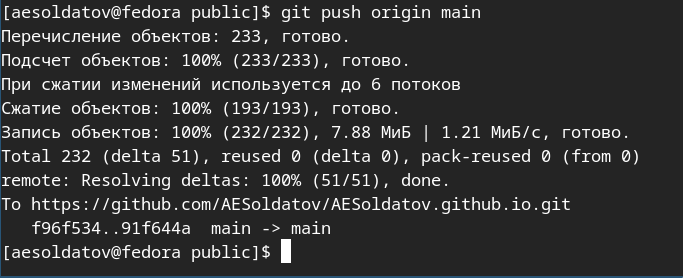 [aesoldatov@fedora public]$ git push origin main
Перечисление объектов: 233, готово.
Подсчет объектов: 100% (233/233), готово.
При сжатии изменений используется до 6 потоков
Сжатие объектов: 100% (193/193), готово.
Запись объектов: 100% (232/232), 7.88 МиБ | 1.21 МиБ/с, готово.
Total 232 (delta 51), reused 0 (delta 0), pack-reused 0 (from 0)
remote: Resolving deltas: 100% (51/51), done.
To https://github.com/AESoldatov/AESoldatov.github.io.git
   f96f534..91f644a  main -> main
[aesoldatov@fedora public]$